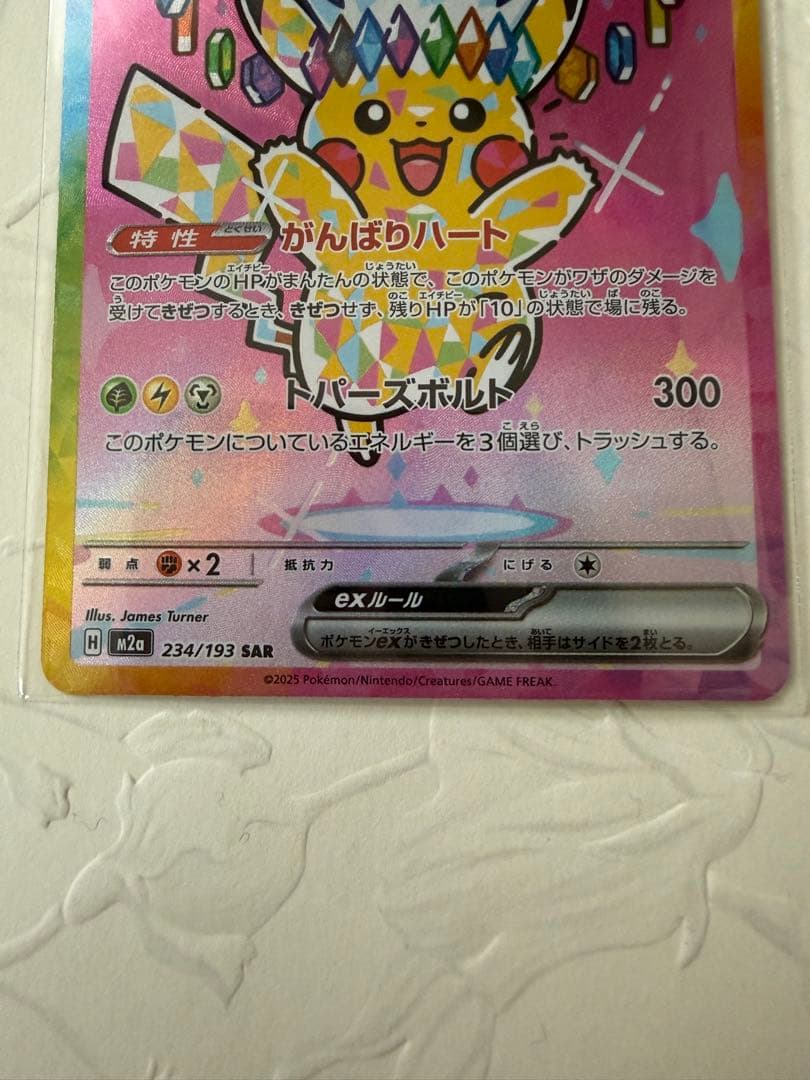 特性 とくせい がんばりハート
このポケモンのHPがまんたんの状態で、このポケモンがワザのダメージを
受けてきぜつするとき、きぜつせず、残りHPが「10」の状態で場に残る。
トパーズボルト 300
このポケモンについているエネルギーを3個選び、トラッシュする。
弱点 ×2 抵抗力 にげる
exルール
ポケモンexがきぜつしたとき、相手はサイドを2枚とる。
Illus. James Turner
H M2a 234/193 SAR
©2025 Pokémon/Nintendo/Creatures/GAME FREAK.